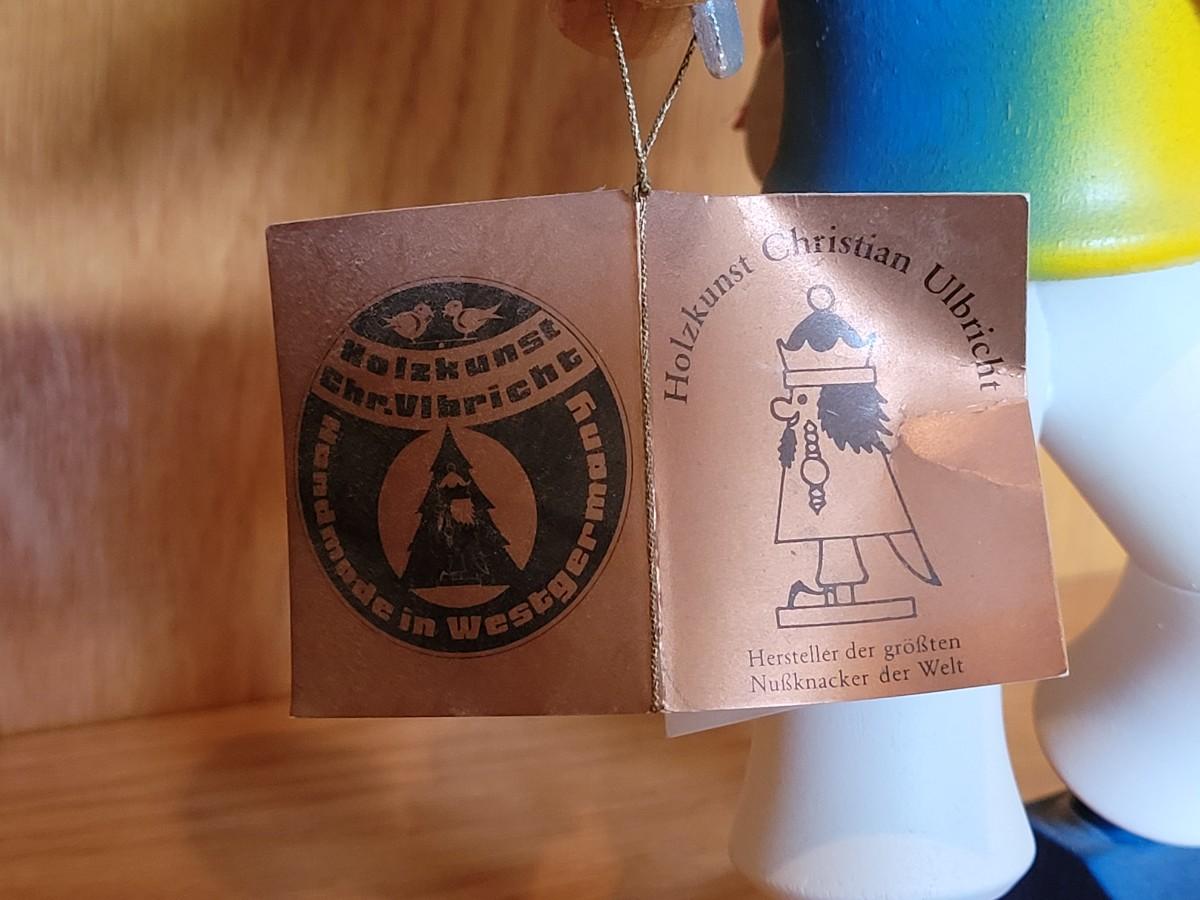 Holzkunst
Chr.Ulbricht
Handmade in Westgermany
Holzkunst Christian Ulbricht
Hersteller der größten
Nußknacker der Welt